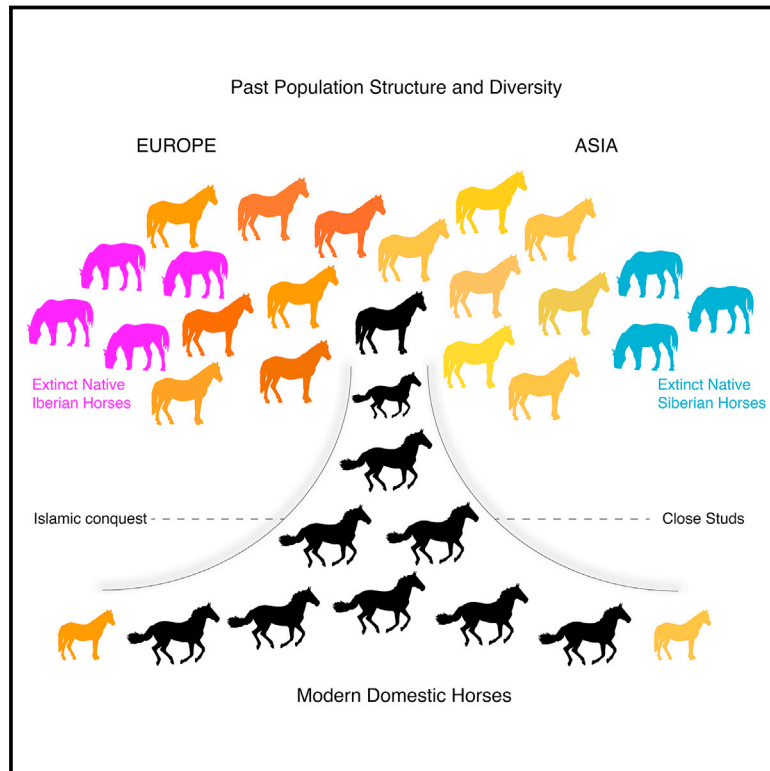 Past Population Structure and Diversity
EUROPE
ASIA
Extinct Native
Iberian Horses
Extinct Native
Siberian Horses
Islamic conquest
Close Studs
Modern Domestic Horses